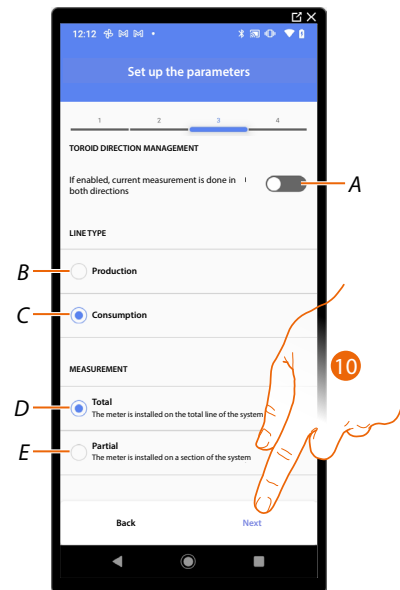 12:12
Set up the parameters
1 2 3 4
TOROID DIRECTION MANAGEMENT
If enabled, current measurement is done in
both directions
A
LINE TYPE
B
Production
C
Consumption
10
MEASUREMENT
D
Total
The meter is installed on the total line of the system
E
Partial
The meter is installed on a section of the system
Back Next